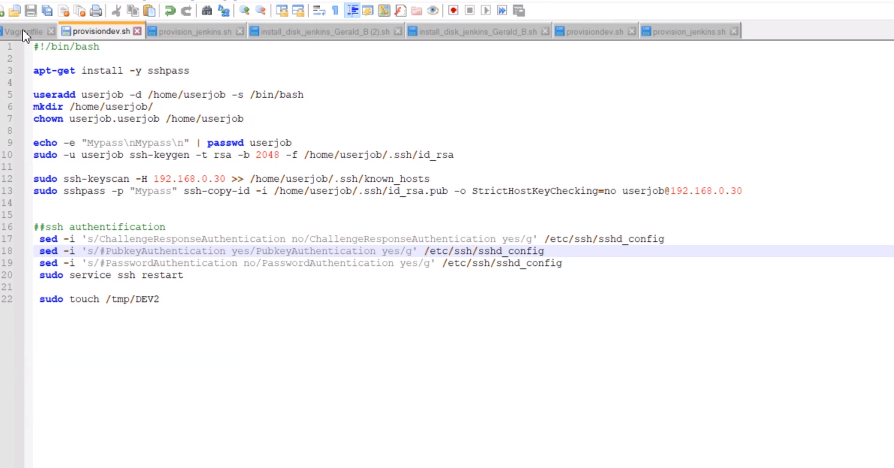 Vagrantfile provisiondev.sh provision_jenkins.sh install_disk_jenkins_Gerald_B (2).sh install_disk_jenkins_Gerald_B.sh provisiondev.sh provision_jenkins.sh
1 #!/bin/bash
2
3 apt-get install -y sshpass
4
5 useradd userjob -d /home/userjob -s /bin/bash
6 mkdir /home/userjob/
7 chown userjob.userjob /home/userjob
8
9 echo -e "Mypass\nMypass\n" | passwd userjob
10 sudo -u userjob ssh-keygen -t rsa -b 2048 -f /home/userjob/.ssh/id_rsa
11
12 sudo ssh-keyscan -H 192.168.0.30 >> /home/userjob/.ssh/known_hosts
13 sudo sshpass -p "Mypass" ssh-copy-id -i /home/userjob/.ssh/id_rsa.pub -o StrictHostKeyChecking=no userjob@192.168.0.30
14
15
16 ##ssh authentification
17 sed -i 's/ChallengeResponseAuthentication no/ChallengeResponseAuthentication yes/g' /etc/ssh/sshd_config
18 sed -i 's/#PubkeyAuthentication yes/PubkeyAuthentication yes/g' /etc/ssh/sshd_config
19 sed -i 's/#PasswordAuthentication no/PasswordAuthentication yes/g' /etc/ssh/sshd_config
20 sudo service ssh restart
21
22 sudo touch /tmp/DEV2